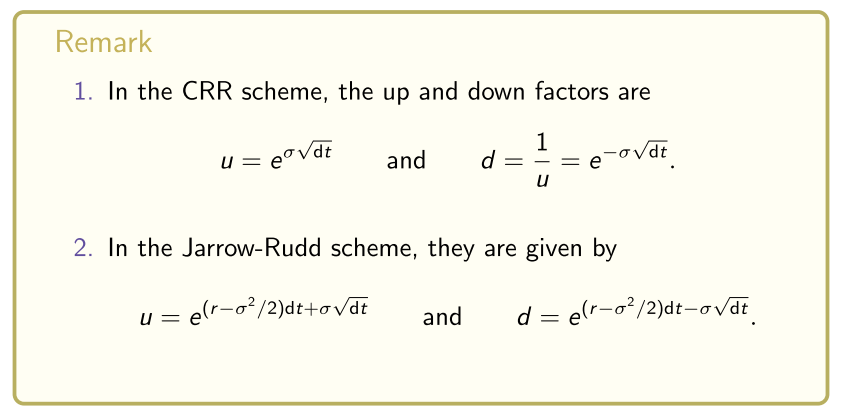 Remark
1. In the CRR scheme, the up and down factors are
$u = e^{\sigma\sqrt{\mathrm{d}t}}$ and $d = \frac{1}{u} = e^{-\sigma\sqrt{\mathrm{d}t}}.$
2. In the Jarrow-Rudd scheme, they are given by
$u = e^{(r-\sigma^2/2)\mathrm{d}t+\sigma\sqrt{\mathrm{d}t}}$ and $d = e^{(r-\sigma^2/2)\mathrm{d}t-\sigma\sqrt{\mathrm{d}t}}.$